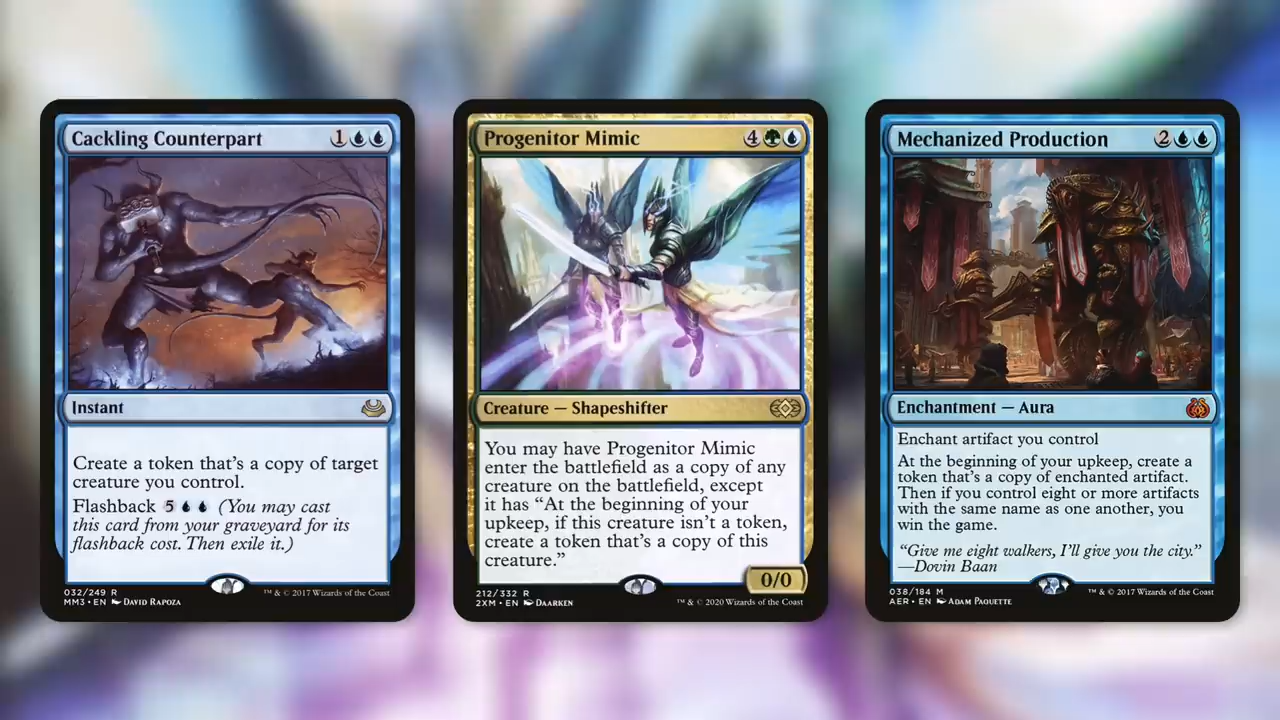 Cackling Counterpart 1
Instant
Create a token that's a copy of target
creature you control.
Flashback 5 (You may cast
this card from your graveyard for its
flashback cost. Then exile it.)
032/249 R
MM3 • EN DAVID RAPOZA
™ & © 2017 Wizards of the Coast
Progenitor Mimic 4
Creature — Shapeshifter
You may have Progenitor Mimic
enter the battlefield as a copy of any
creature on the battlefield, except
it has “At the beginning of your
upkeep, if this creature isn't a token,
create a token that's a copy of this
creature.”
0/0
212/332 R
2XM • EN DAARKEN
™ & © 2020 Wizards of the Coast
Mechanized Production 2
Enchantment — Aura
Enchant artifact you control
At the beginning of your upkeep, create a
token that's a copy of enchanted artifact.
Then if you control eight or more artifacts
with the same name as one another, you
win the game.
“Give me eight walkers, I'll give you the city.”
—Dovin Baan
038/184 M
AER • EN ADAM PAQUETTE
™ & © 2017 Wizards of the Coast